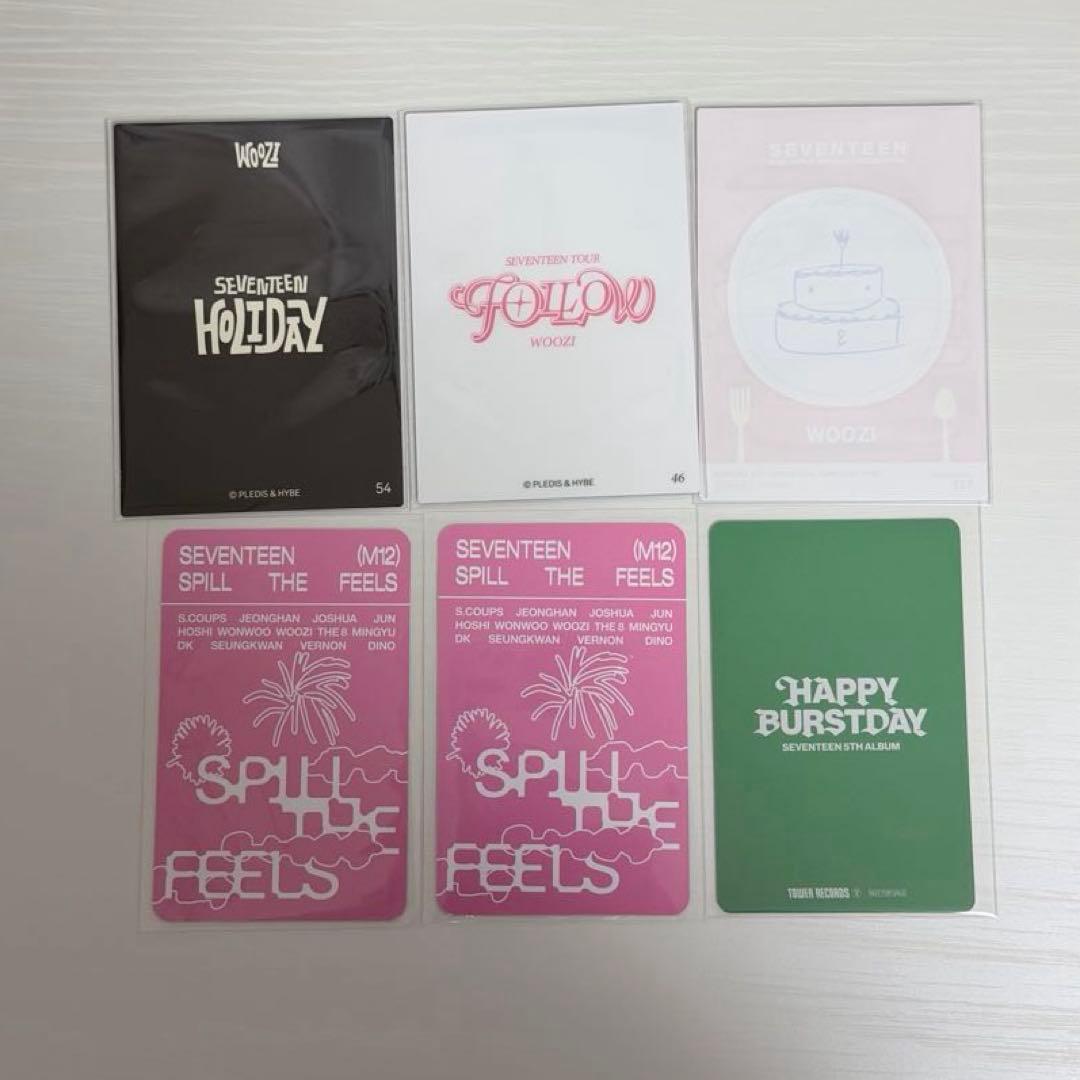 WOOZI
SEVENTEEN
HOLIDAY
© PLEDIS & HYBE
54
SEVENTEEN TOUR
FOLLOW
WOOZI
© PLEDIS & HYBE
46
SEVENTEEN
WOOZI
SEVENTEEN (M12)
SPILL THE FEELS
S.COUPS JEONGHAN JOSHUA JUN
HOSHI WONWOO WOOZI THE 8 MINGYU
DK SEUNGKWAN VERNON DINO
SPILL
THE
FEELS
SEVENTEEN (M12)
SPILL THE FEELS
S.COUPS JEONGHAN JOSHUA JUN
HOSHI WONWOO WOOZI THE 8 MINGYU
DK SEUNGKWAN VERNON DINO
SPILL
THE
FEELS
HAPPY
BURSTDAY
SEVENTEEN 5TH ALBUM
TOWER RECORDS